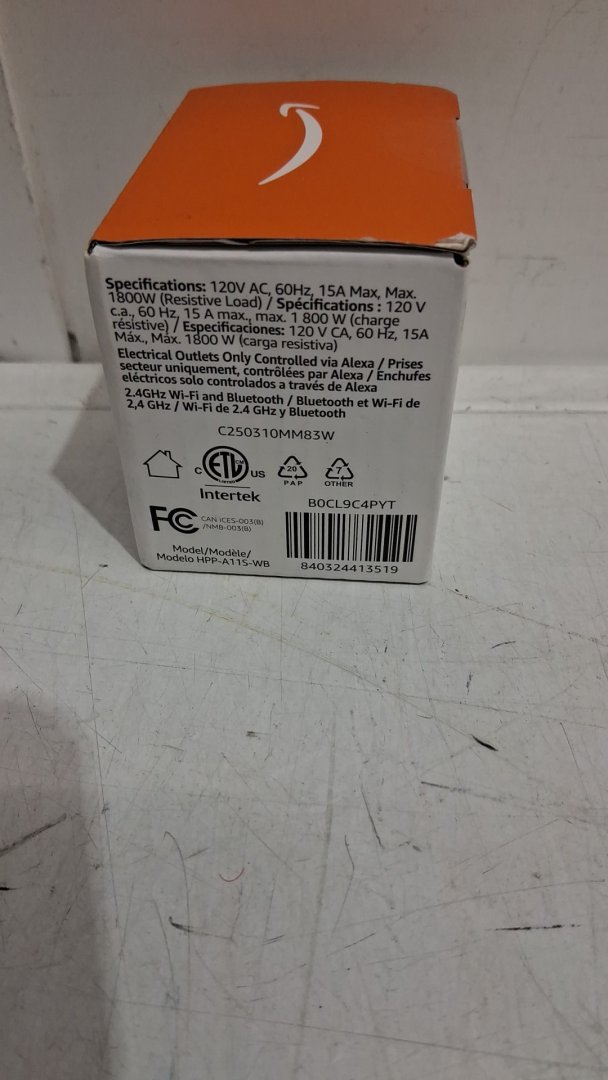 Specifications: 120V AC, 60Hz, 15A Max, Max.
1800W (Resistive Load) / Spécifications : 120 V
c.a., 60 Hz, 15 A max., max. 1 800 W (charge
résistive) / Especificaciones: 120 V CA, 60 Hz, 15A
Máx., Máx. 1800 W (carga resistiva)
Electrical Outlets Only Controlled via Alexa / Prises
secteur uniquement, contrôlées par Alexa / Enchufes
eléctricos solo controlados a través de Alexa
2.4GHz Wi-Fi and Bluetooth / Bluetooth et Wi-Fi de
2,4 GHz / Wi-Fi de 2.4 GHz y Bluetooth
C250310MM83W
C ETL US
LISTED
Intertek
20
PAP
7
OTHER
FC CAN ICES-003(B)
/NMB-003(B)
Model/Modèle/
Modelo HPP-A11S-WB
B0CL9C4PYT
840324413519